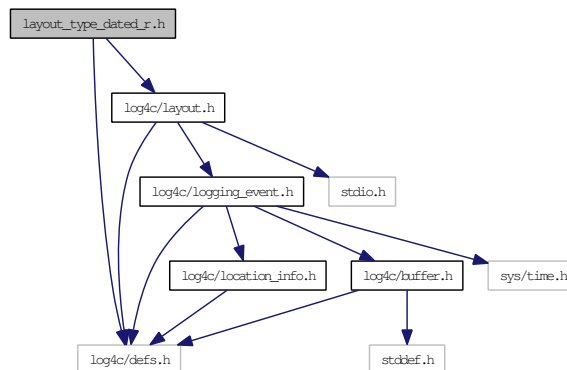 layout_type_dated_r.h
log4c/layout.h
log4c/logging_event.h
stdio.h
log4c/location_info.h
log4c/buffer.h
sys/time.h
log4c/defs.h
stddef.h